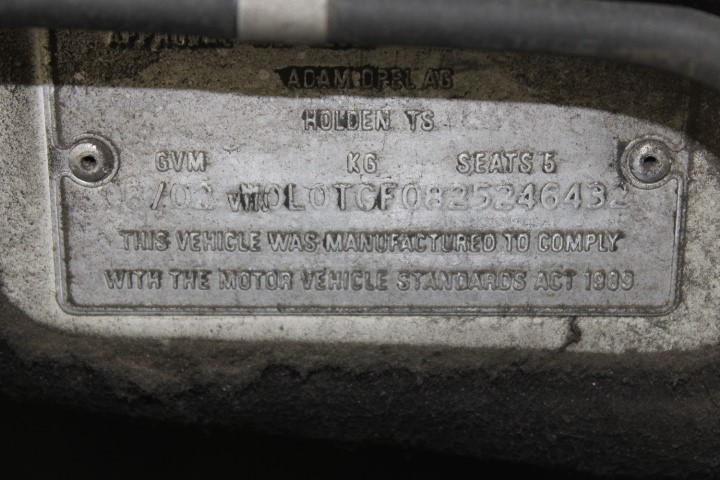 ADAM OPEL AG
HOLDEN TS
GVM KG SEATS 5
VIN W0L0TGF0825246432
THIS VEHICLE WAS MANUFACTURED TO COMPLY
WITH THE MOTOR VEHICLE STANDARDS ACT 1989